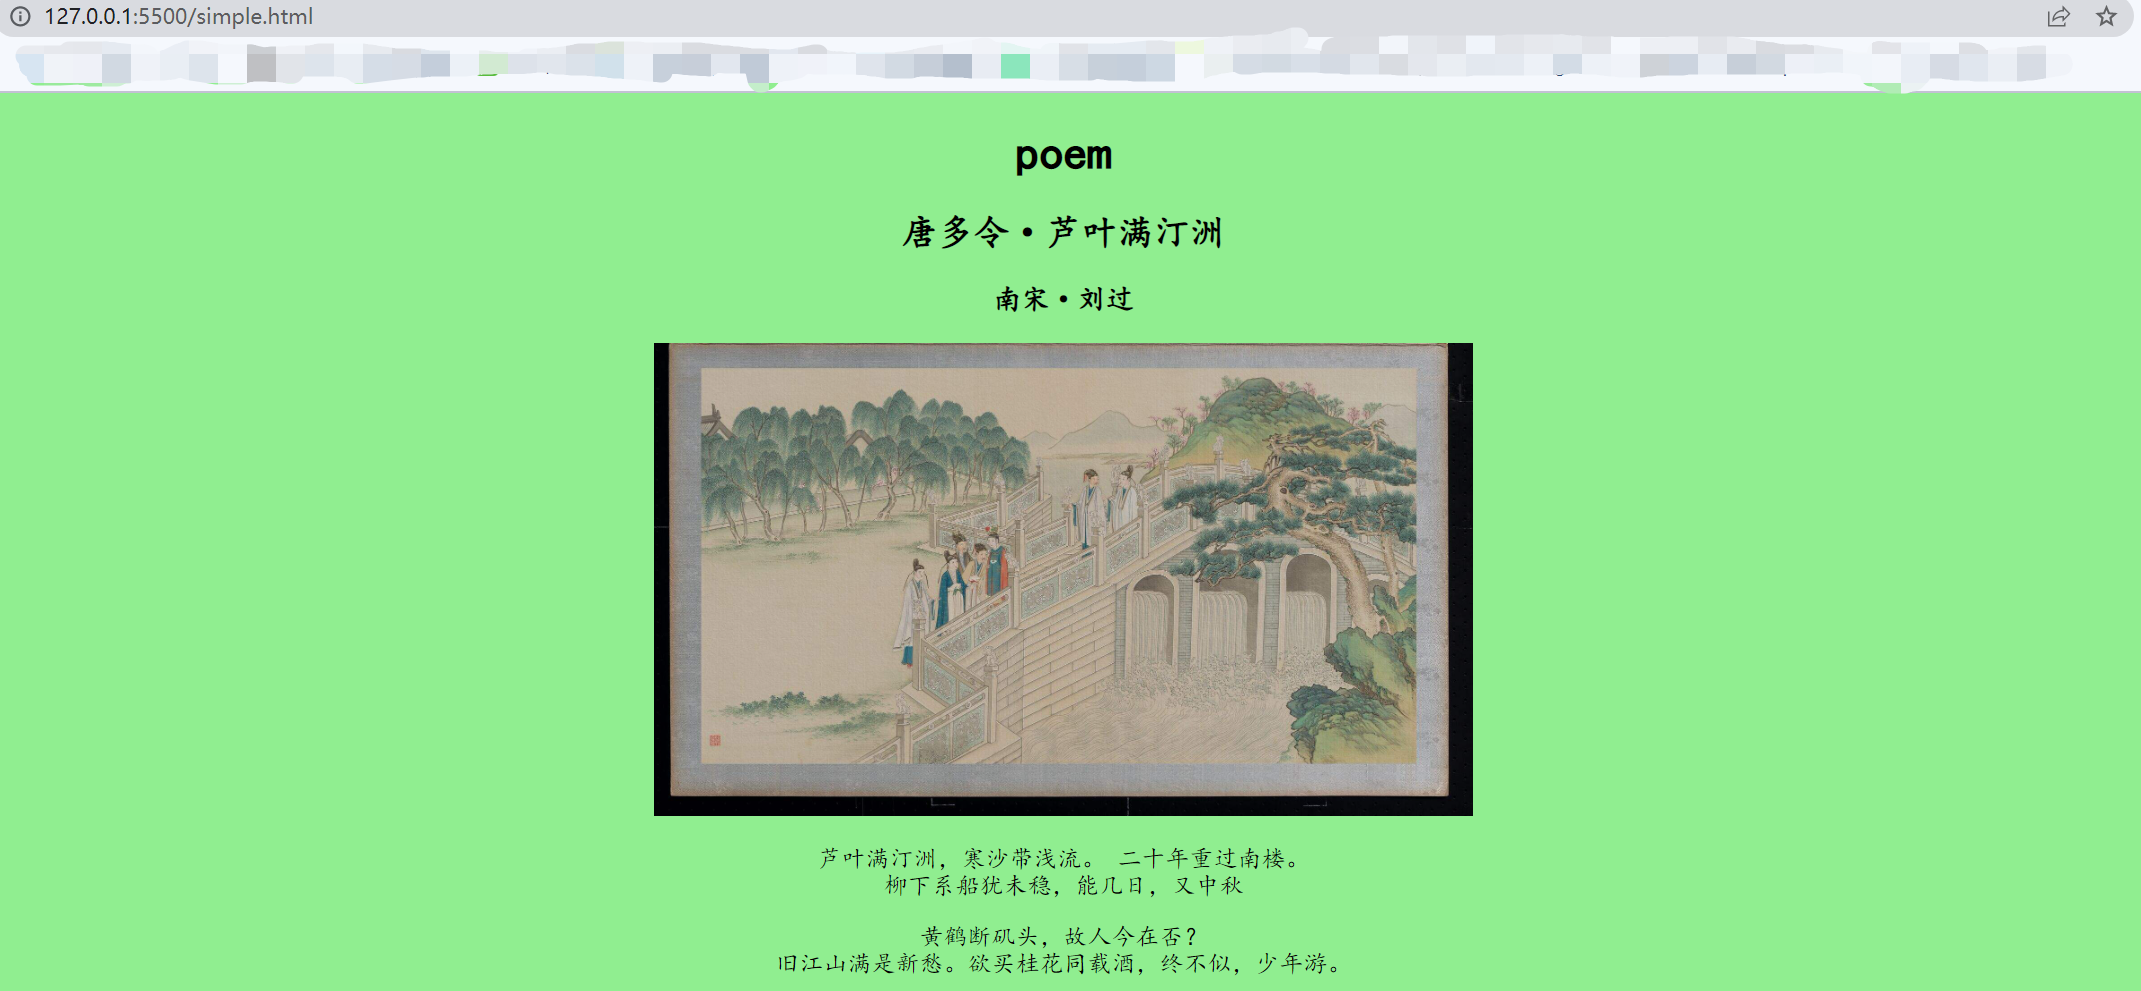 127.0.0.1:5500/simple.html
poem
唐多令·芦叶满汀洲
南宋·刘过
芦叶满汀洲，寒沙带浅流。 二十年重过南楼。
柳下系船犹未稳，能几日，又中秋
黄鹤断矶头，故人今在否？
旧江山满是新愁。欲买桂花同载酒，终不似，少年游。